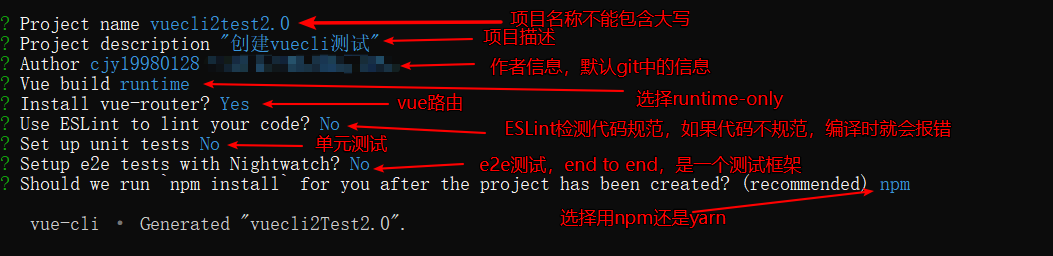 ? Project name vuecli2test2.0 项目名称不能包含大写
? Project description "创建vuecli测试" 项目描述
? Author cjy19980128 作者信息，默认git中的信息
? Vue build runtime 选择runtime-only
? Install vue-router? Yes vue路由
? Use ESLint to lint your code? No ESLint检测代码规范，如果代码不规范，编译时就会报错
? Set up unit tests No 单元测试
? Setup e2e tests with Nightwatch? No e2e测试，end to end，是一个测试框架
? Should we run `npm install` for you after the project has been created? (recommended) npm
选择用npm还是yarn
vue-cli · Generated "vuecli2Test2.0".